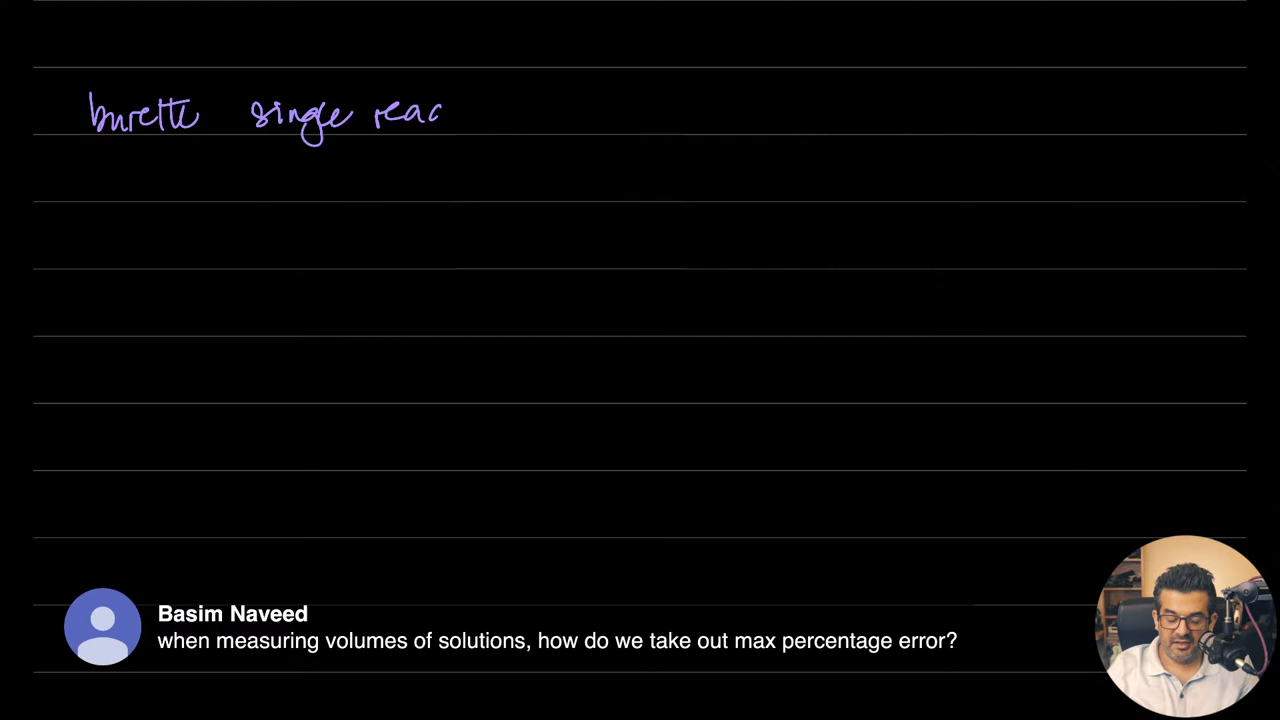 burette single reac
Basim Naveed
when measuring volumes of solutions, how do we take out max percentage error?